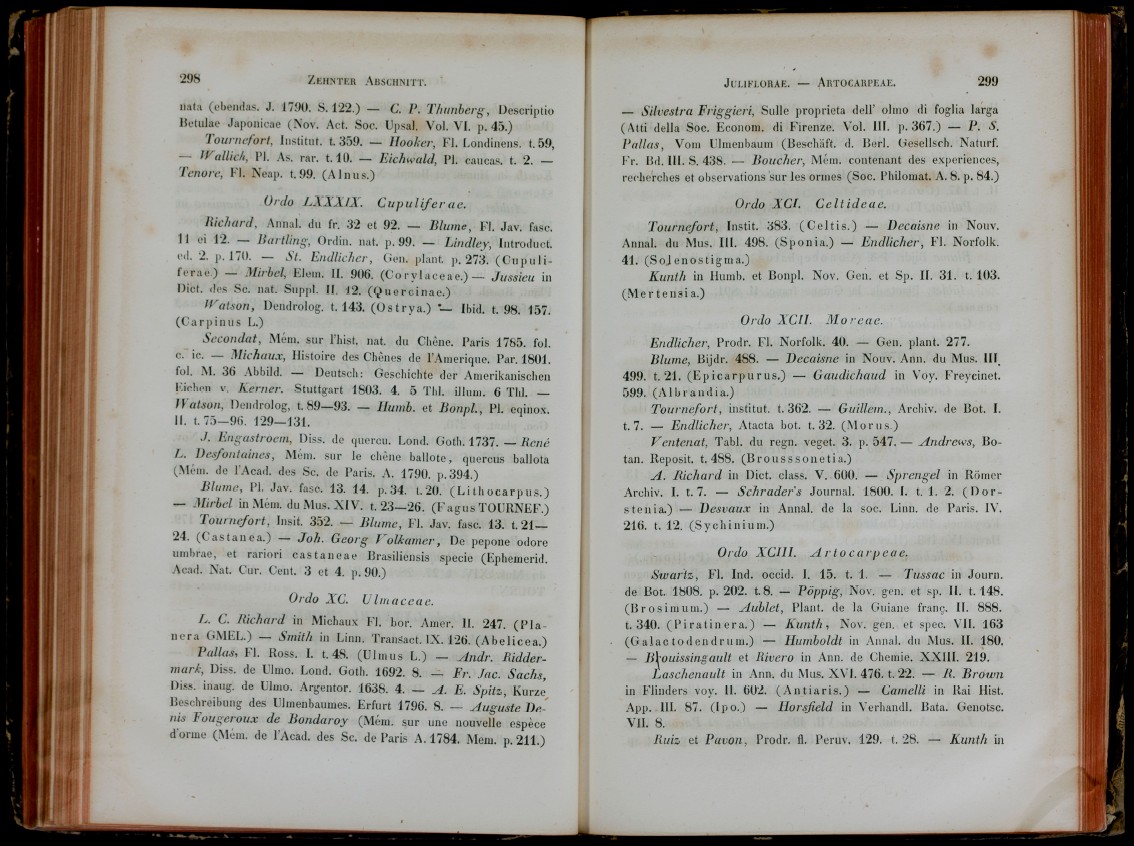 298 ZEHNTER ABSCHNITT.
nata (ebendas. J. 1790. S. 122.) — C. P. Thunberg, Descriptio
Betulae Japonicae (Nov. Act. Soc. Upsal. Vol. VI. p. 45.)
Tournefort, Institut. t. 359. — Hooker, Fl. Londinens. t. 59,
— Wallich, Pl. As. rar. t. 10. — Eichwald, Pl. caucas. t. 2. —
Tenore, Fl. Neap. t. 99. (Alnus.)
Ordo LXXXIX. Cupuliferae.
Richard, Annal. du fr. 32 et 92. — Blume, Fl. Jav. fasc.
11 ei 12. — Bartling, Ordin. nat. p. 99. — Lindley, Introduct.
ed. 2. p. 170. — St. Endlicher, Gen. plant. p. 273. (Cupuli-
ferae.) — Mirbel, Elem. II. 906. (Corylaceae.) — Jussieu in
Dict. des Sc. nat. Suppl. II. 12. (Quercinae.)
Watson, Dendrolog. t. 143. (Ostrya.) — Ibid. t. 98. 157.
(Carpinus L.)
Secondat, Mém. sur l'hist. nat. du Chêne. Paris 1785. fol.
c. ic. — Michaux, Histoire des Chênes de l'Amerique. Par. 1801.
fol. M. 36 Abbild. — Deutsch: Geschichte der Amerikanischen
Eichen v. Kerner. Stuttgart 1803. 4. 5 Thl. illum. 6 Thl. —
Watson, Dendrolog. t. 89—93. — Humb. et Bonpl., Pl. eqinox.
II. t. 75—96. 129—131.
J. Engastroem, Diss. de quercu. Lond. Goth. 1737. — René
L. Desfontaines, Mém. sur le chêne ballote, quercus ballota
(Mém. de l'Acad. des Sc. de Paris. A. 1790. p. 394.)
Blume, Pl. Jav. fasc. 13. 14. p. 34. t. 20. (Lithocarpus.)
— Mirbel in Mém. du Mus. XIV. t. 23—26. (Fagus TOURNEF.)
Tournefort, Insit. 352. — Blume, Fl. Jav. fasc. 13. t. 21—
24. (Castanea.) — Joh. Georg Volkamer, De pepone odore
umbrae, et rariori castaneae Brasiliensis specie (Ephemerid.
Acad. Nat. Cur. Cent. 3 et 4. p. 90.)
Ordo XC. Ulmaceae.
L. C. Richard in Michaux Fl. bor. Amer. II. 247. (Pla-
nera GMEL.) — Smith in Linn. Transact. IX. 126. (Abelicea.)
Pallas, Fl. Ross. I. t. 48. (Ulmus L.) — Andr. Ridder-
mark, Diss. de Ulmo. Lond. Goth. 1692. 8. — Fr. Jac. Sachs,
Diss. inaug. de Ulmo. Argentor. 1638. 4. — A. E. Spitz, Kurze
Beschreibung des Ulmenbaumes. Erfurt 1796. 8. — Auguste De-
nis Fougeroux de Bondaroy (Mém. sur une nouvelle espèce
d'orme (Mém. de l'Acad. des Sc. de Paris A. 1784. Mem. p. 211.)
JULIFLORAE. — ARTOCARPEAE. 299
— Silvestra Friggieri, Sulle proprieta dell' olmo di foglia larga
(Atti della Soc. Econom. di Firenze. Vol. III. p. 367.) — P. S.
Pallas, Vom Ulmenbaum (Beschäft. d. Berl. Gesellsch. Naturf.
Fr. Bd. III. S. 438. — Boucher, Mém. contenant des experiences,
recherches et observations sur les ormes (Soc. Philomat. A. 8. p. 84.)
Ordo XCI. Celtideae.
Tournefort, Instit. 383. (Celtis.) — Decaisne in Nouv.
Annal. du Mus. III. 498. (Sponia.) — Endlicher, Fl. Norfolk.
41. (Solenostigma.)
Kunth in Humb. et Bonpl. Nov. Gen. et Sp. II. 31. t. 103.
(Mertensia.)
Ordo XCII. Moreae.
Endlicher, Prodr. Fl. Norfolk. 40. — Gen. plant. 277.
Blume, Bijdr. 488. — Decaisne in Nouv. Ann. du Mus. III.
499. t. 21. (Epicarpurus.) — Gaudichaud in Voy. Freycinet.
599. (Albrandia.)
Tournefort, institut. t. 362. — Guillem., Archiv. de Bot. I.
t. 7. — Endlicher, Atacta bot. t. 32. (Morus.)
Ventenat, Tabl. du regn. veget. 3. p. 547. — Andrews, Bo-
tan. Reposit. t. 488. (Broussonetia.)
A. Richard in Dict. class. V. 600. — Sprengel in Römer
Archiv. I. t. 7. — Schrader's Journal. 1800. I. t. 1. 2. (Dor-
stenia.) — Desvaux in Annal. de la soc. Linn. de Paris. IV.
216. t. 12. (Sychinium.)
Ordo XCIII. Artocarpeae.
Swartz, Fl. Ind. occid. I. 15. t. 1. — Tussac in Journ.
de Bot. 1808. p. 202. t. 8. — Pöppig, Nov. gen. et sp. II. t. 148.
(Brosimum.) — Aublet, Plant. de la Guiane franç. II. 888.
t. 340. (Piratinera.) — Kunth, Nov. gen. et spec. VII. 163
(Galactodendrum.) — Humboldt in Annal. du Mus. II. 180.
— Bouissingault et Rivero in Ann. de Chemie. XXIII. 219.
Laschenault in Ann. du Mus. XVI. 476. t. 22. — R. Brown
in Flinders voy. II. 602. (Antiaris.) — Camelli in Rai Hist.
App. III. 87. (Ipo.) — Horsfield in Verhandl. Bata. Genotsc.
VII. 8.
Ruiz et Pavon, Prodr. fl. Peruv. 129. t. 28. — Kunth in